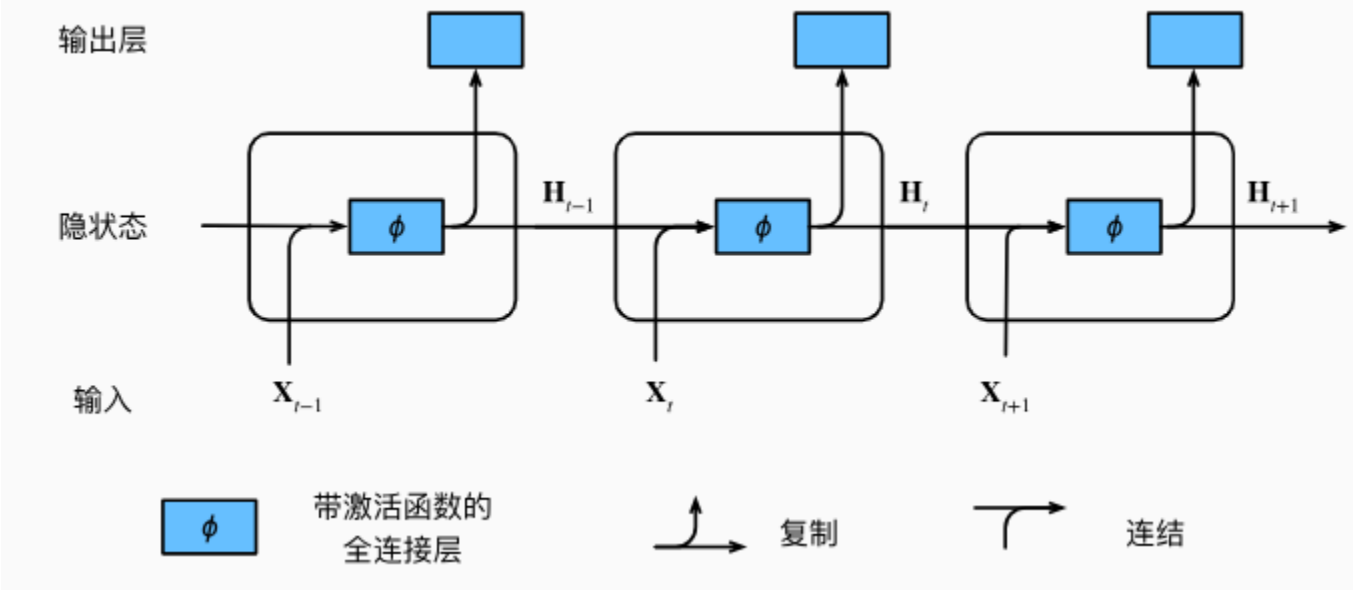 输出层
隐状态
ϕ
H_{t−1}
ϕ
H_t
ϕ
H_{t+1}
输入
X_{t−1}
X_t
X_{t+1}
ϕ
带激活函数的
全连接层
复制
连结